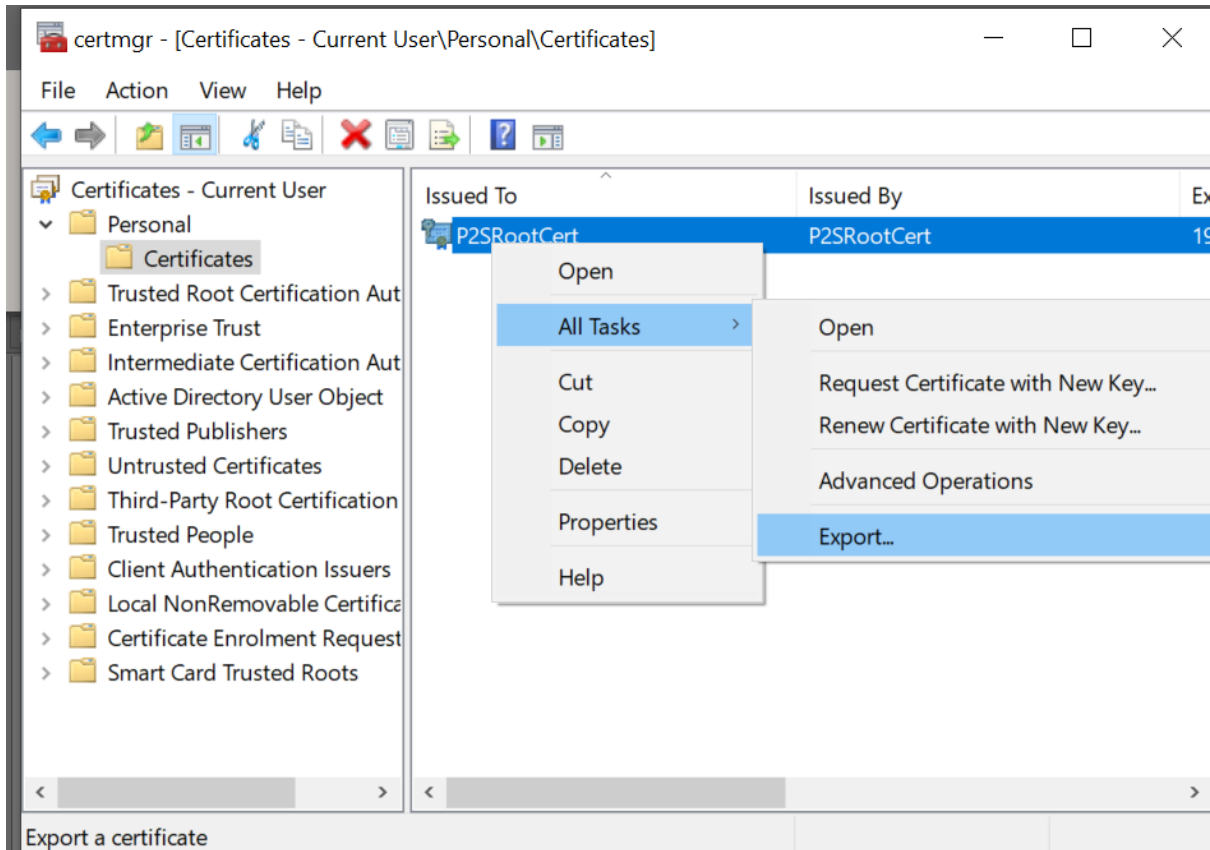 certmgr - [Certificates - Current User\Personal\Certificates]
File Action View Help
Certificates - Current User
Personal
Certificates
Trusted Root Certification Aut
Enterprise Trust
Intermediate Certification Aut
Active Directory User Object
Trusted Publishers
Untrusted Certificates
Third-Party Root Certification
Trusted People
Client Authentication Issuers
Local NonRemovable Certifica
Certificate Enrolment Request
Smart Card Trusted Roots
Issued To Issued By Ex
P2SRootCert P2SRootCert 19
Open
All Tasks
Cut
Copy
Delete
Properties
Help
Open
Request Certificate with New Key...
Renew Certificate with New Key...
Advanced Operations
Export...
Export a certificate